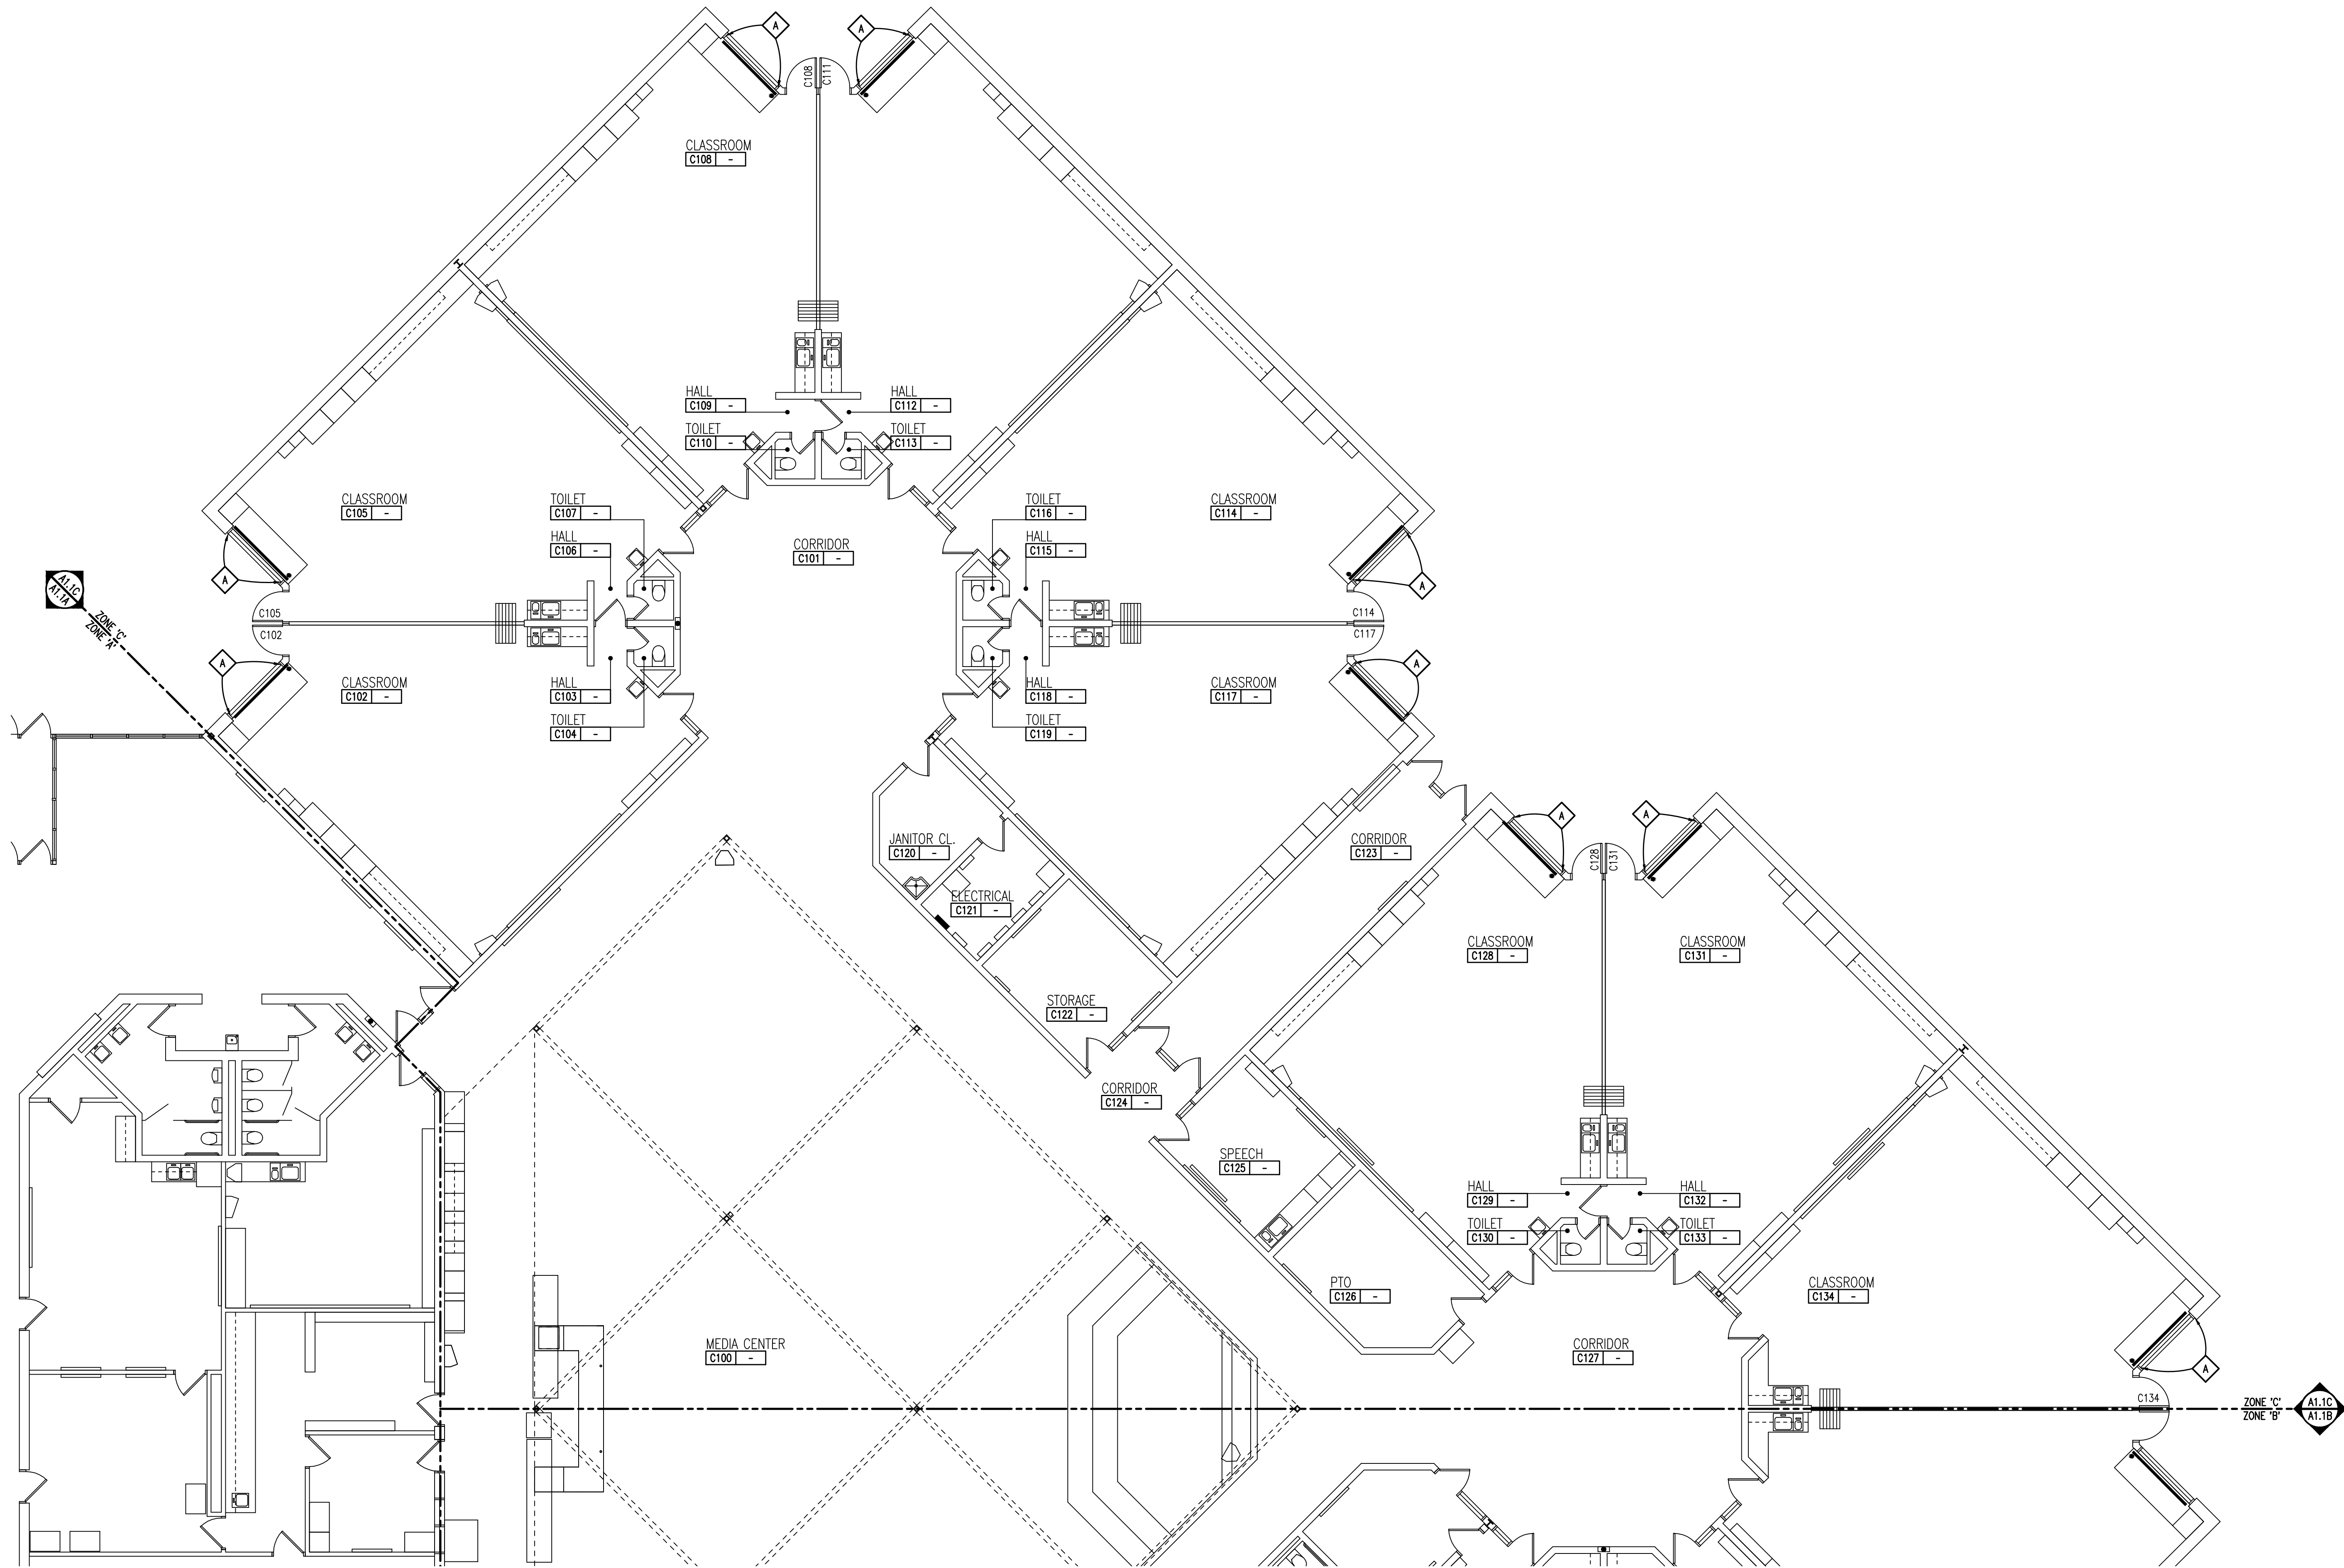 A
A
C108
C111
CLASSROOM
C108 -
HALL
C109 -
HALL
C112 -
TOILET
C110 -
TOILET
C113 -
CLASSROOM
C105 -
TOILET
C107 -
TOILET
C116 -
CLASSROOM
C114 -
HALL
C106 -
CORRIDOR
C101 -
HALL
C115 -
A
A
A1.1C
A1.1A
ZONE 'C'
ZONE 'A'
C105
C102
C114
C117
A
A
CLASSROOM
C102 -
HALL
C103 -
HALL
C118 -
CLASSROOM
C117 -
TOILET
C104 -
TOILET
C119 -
JANITOR CL.
C120 -
CORRIDOR
C123 -
A
A
C128
C131
ELECTRICAL
C121 -
CLASSROOM
C128 -
CLASSROOM
C131 -
STORAGE
C122 -
CORRIDOR
C124 -
SPEECH
C125 -
HALL
C129 -
HALL
C132 -
TOILET
C130 -
TOILET
C133 -
PTO
C126 -
CLASSROOM
C134 -
MEDIA CENTER
C100 -
CORRIDOR
C127 -
A
C134
ZONE 'C'
ZONE 'B'
A1.1C
A1.1B